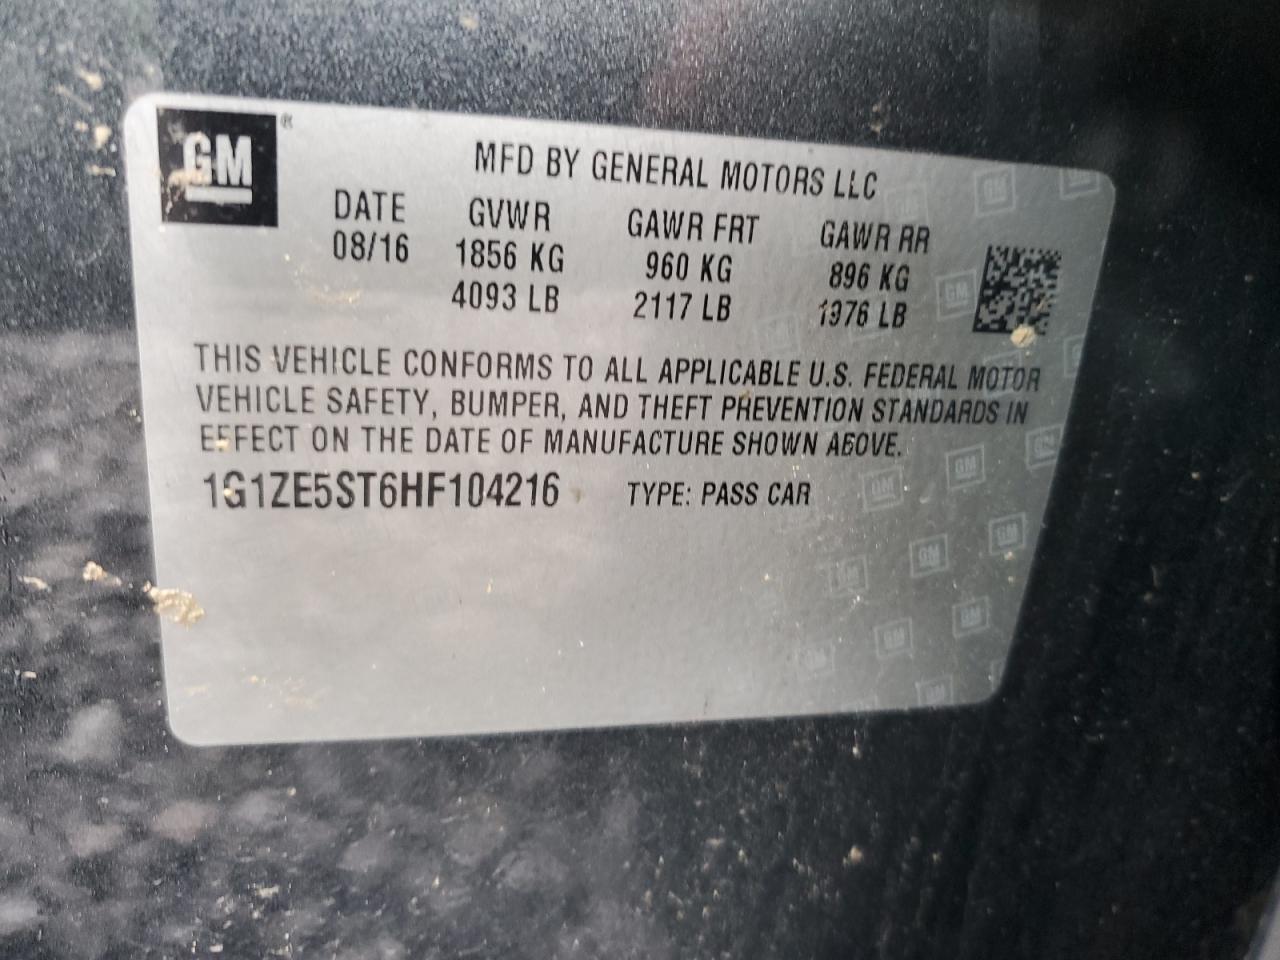 GM®
MFD BY GENERAL MOTORS LLC
DATE GVWR GAWR FRT GAWR RR
08/16 1856 KG 960 KG 896 KG
4093 LB 2117 LB 1976 LB
THIS VEHICLE CONFORMS TO ALL APPLICABLE U.S. FEDERAL MOTOR
VEHICLE SAFETY, BUMPER, AND THEFT PREVENTION STANDARDS IN
EFFECT ON THE DATE OF MANUFACTURE SHOWN ABOVE.
1G1ZE5ST6HF104216 TYPE: PASS CAR